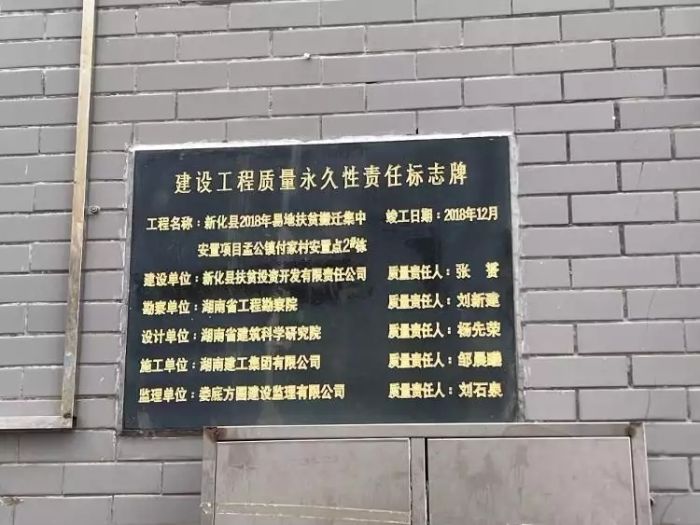 建设工程质量永久性责任标志牌
工程名称：新化县2018年易地扶贫搬迁集中 竣工日期：2018年12月
安置项目孟公镇付家村安置点2#栋
建设单位：新化县扶贫投资开发有限责任公司 质量责任人：张
勘察单位：湖南省工程勘察院 质量责任人：刘新建
设计单位：湖南省建筑科学研究院 质量责任人：杨先荣
施工单位：湖南建工集团有限公司 质量责任人：邹晨曦
监理单位：娄底方圆建设监理有限公司 质量责任人：刘石泉